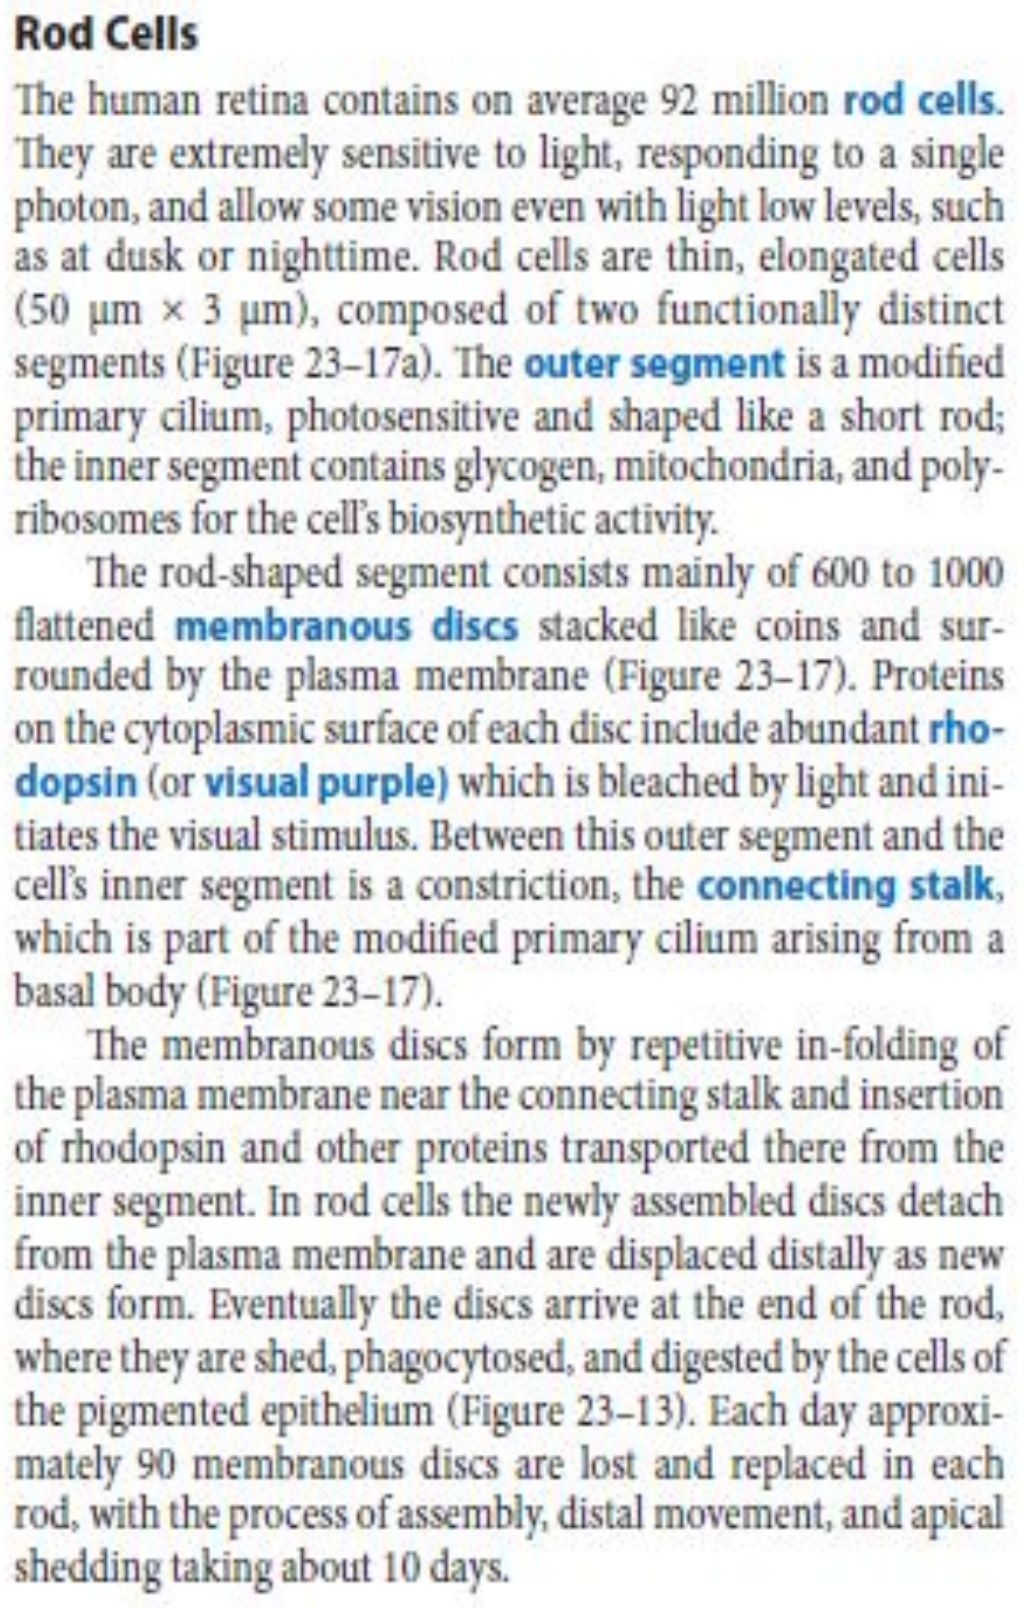 Rod Cells
The human retina contains on average 92 million rod cells.
They are extremely sensitive to light, responding to a single
photon, and allow some vision even with light low levels, such
as at dusk or nighttime. Rod cells are thin, elongated cells
(50 μm × 3 μm), composed of two functionally distinct
segments (Figure 23–17a). The outer segment is a modified
primary cilium, photosensitive and shaped like a short rod;
the inner segment contains glycogen, mitochondria, and poly-
ribosomes for the cell's biosynthetic activity.
The rod-shaped segment consists mainly of 600 to 1000
flattened membranous discs stacked like coins and sur-
rounded by the plasma membrane (Figure 23–17). Proteins
on the cytoplasmic surface of each disc include abundant rho-
dopsin (or visual purple) which is bleached by light and ini-
tiates the visual stimulus. Between this outer segment and the
cell's inner segment is a constriction, the connecting stalk,
which is part of the modified primary cilium arising from a
basal body (Figure 23–17).
The membranous discs form by repetitive in-folding of
the plasma membrane near the connecting stalk and insertion
of rhodopsin and other proteins transported there from the
inner segment. In rod cells the newly assembled discs detach
from the plasma membrane and are displaced distally as new
discs form. Eventually the discs arrive at the end of the rod,
where they are shed, phagocytosed, and digested by the cells of
the pigmented epithelium (Figure 23–13). Each day approxi-
mately 90 membranous discs are lost and replaced in each
rod, with the process of assembly, distal movement, and apical
shedding taking about 10 days.